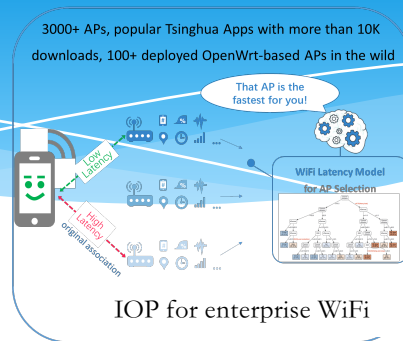 3000+ APs, popular Tsinghua Apps with more than 10K
downloads, 100+ deployed OpenWrt-based APs in the wild
That AP is the
fastest for you!
Low
Latency
WiFi Latency Model
for AP Selection
High
Latency
original association
IOP for enterprise WiFi